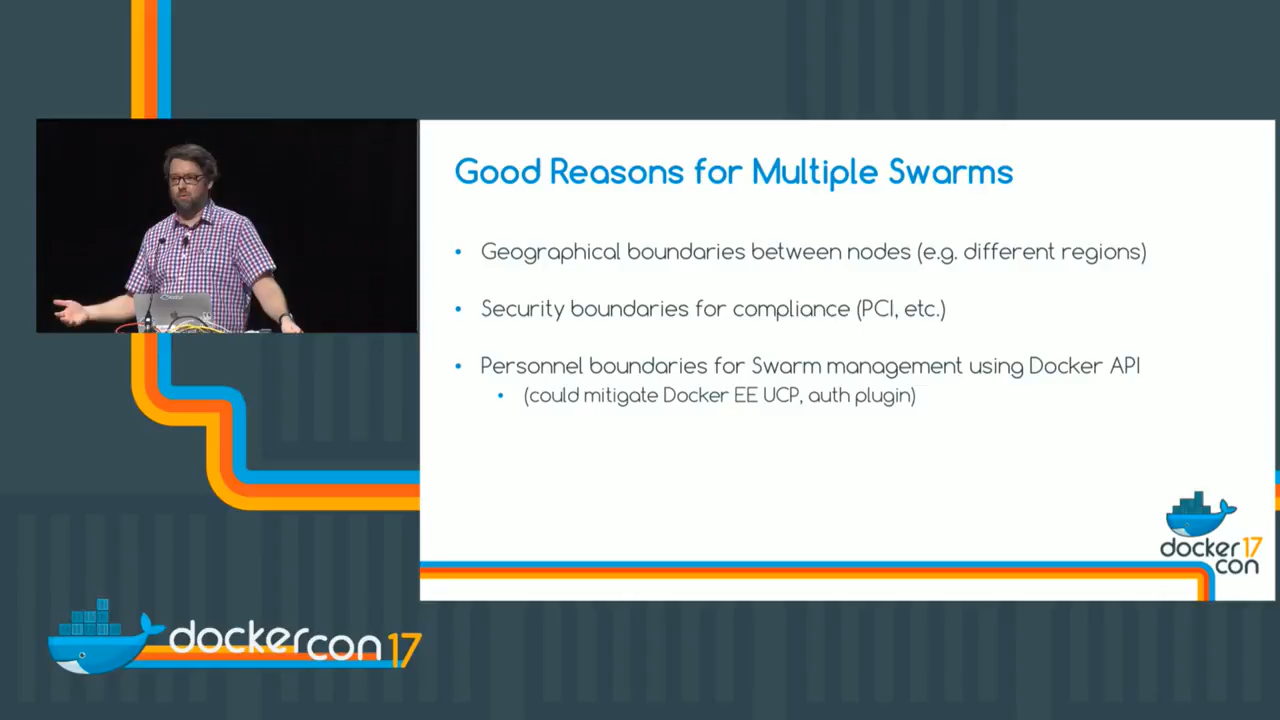 Good Reasons for Multiple Swarms
• Geographical boundaries between nodes (e.g. different regions)
• Security boundaries for compliance (PCI, etc.)
• Personnel boundaries for Swarm management using Docker API
• (could mitigate Docker EE UCP, auth plugin)
docker 17
con
dockercon 17